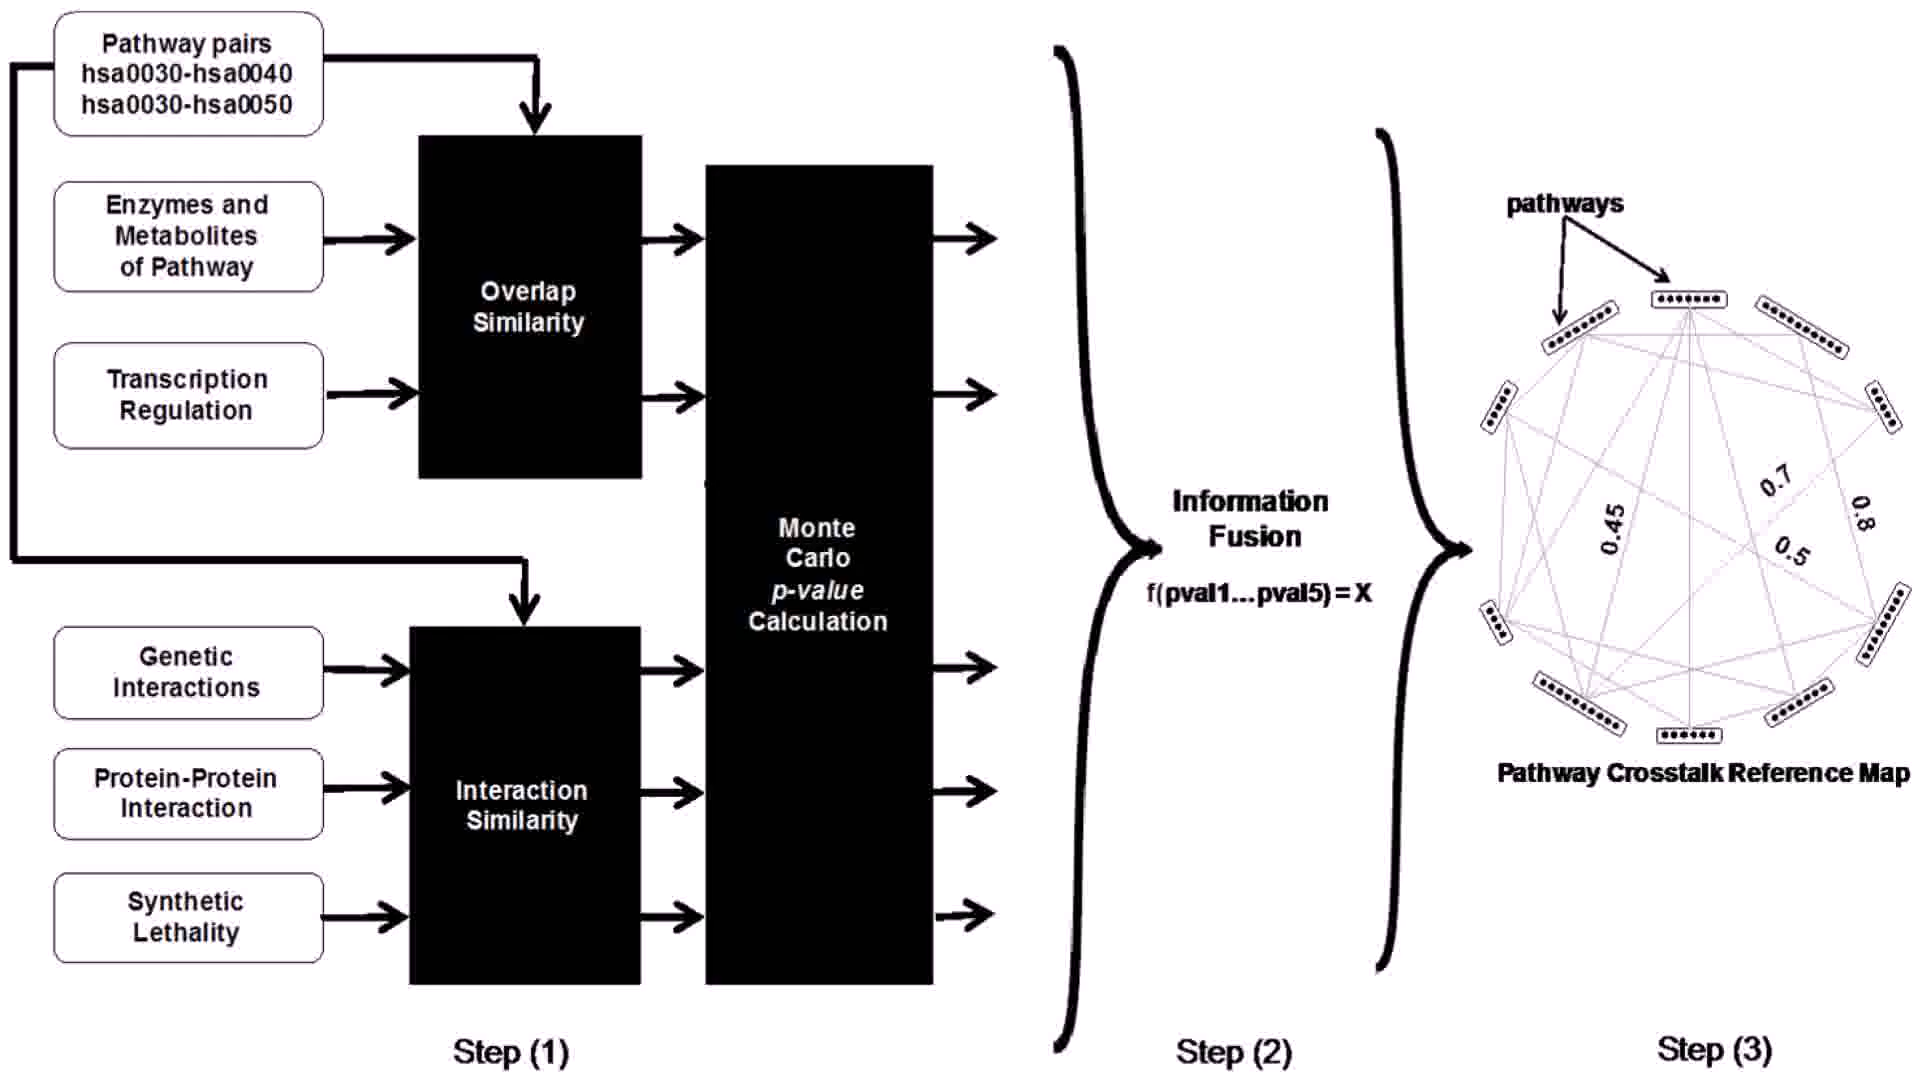 Pathway pairs
hsa0030-hsa0040
hsa0030-hsa0050
Enzymes and
Metabolites
of Pathway
Transcription
Regulation
Overlap
Similarity
Genetic
Interactions
Protein-Protein
Interaction
Synthetic
Lethality
Interaction
Similarity
Monte
Carlo
p-value
Calculation
Step (1)
Information
Fusion
f(pval1...pval5) = X
Step (2)
pathways
0.45
0.7
0.5
0.8
Pathway Crosstalk Reference Map
Step (3)